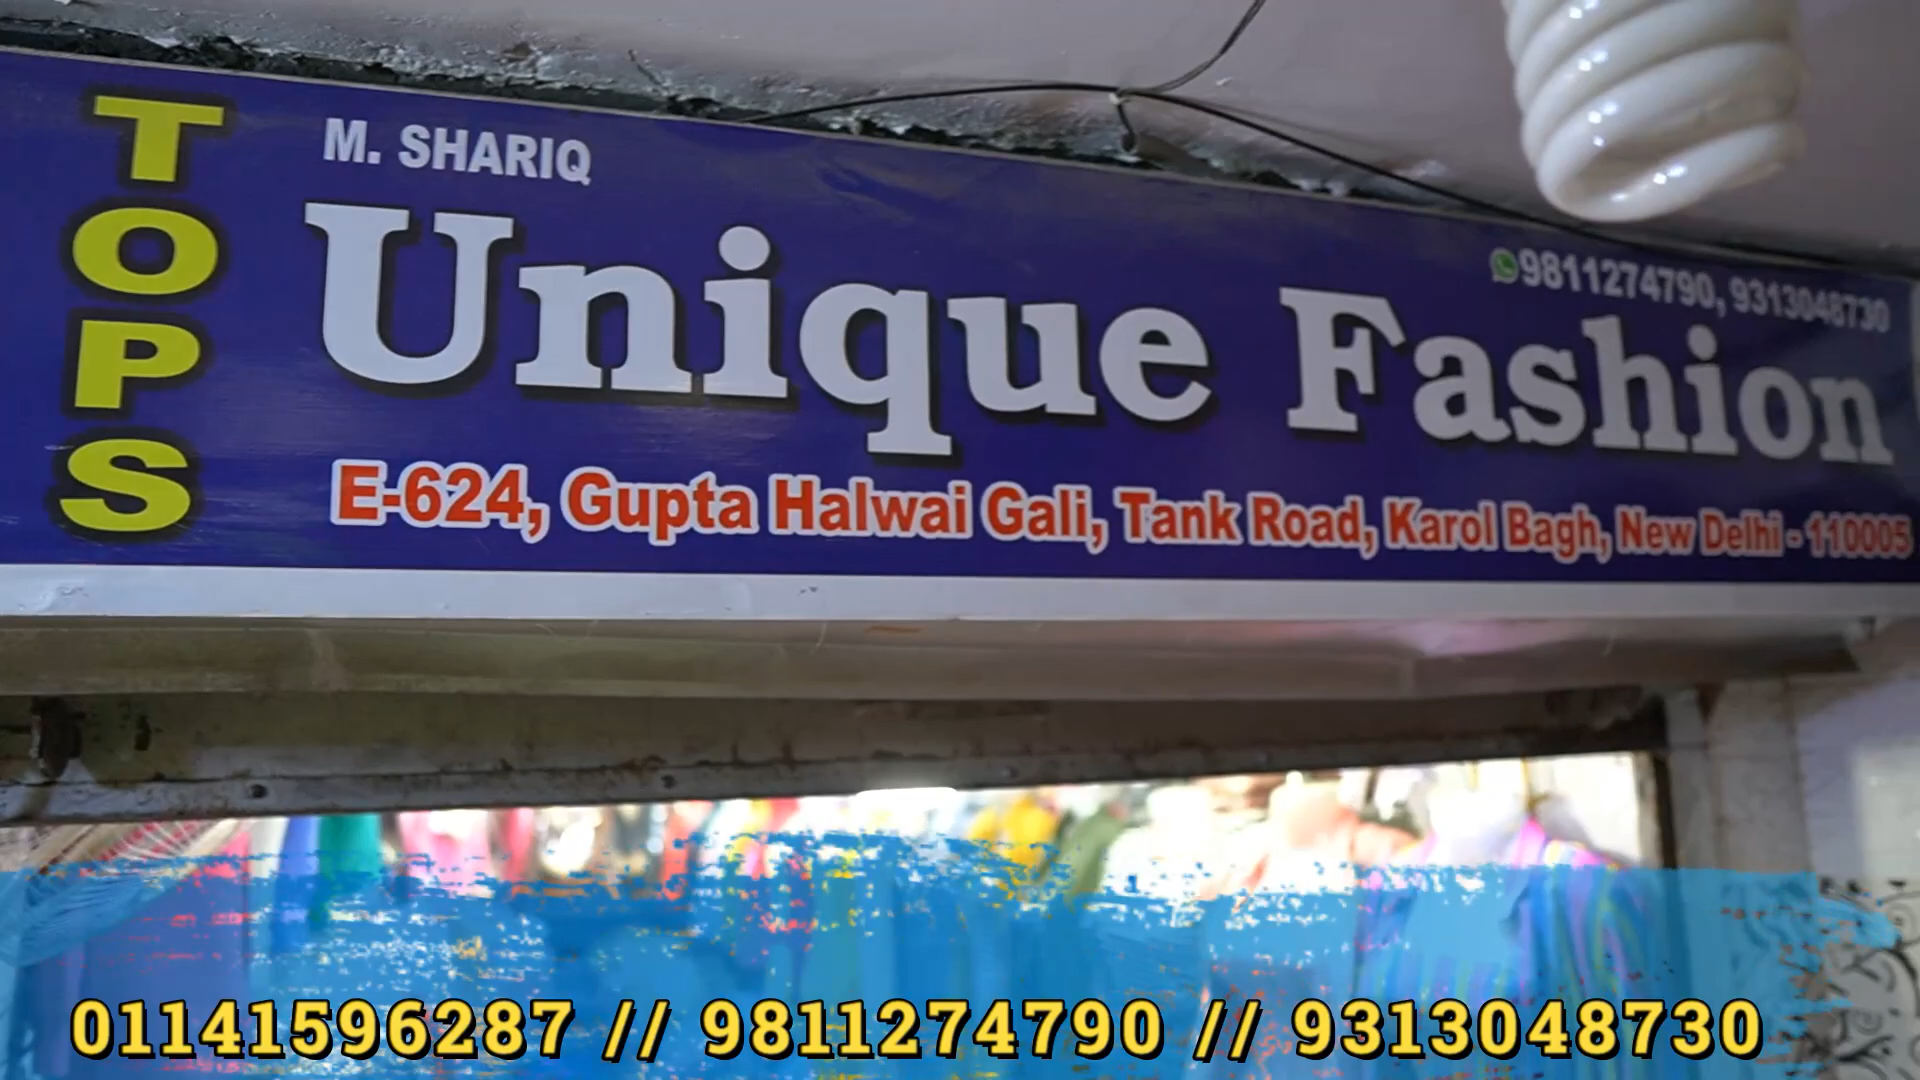 TOPS
M. SHARIQ
9811274790, 9313048730
Unique Fashion
E-624, Gupta Halwai Gali, Tank Road, Karol Bagh, New Delhi - 110005
01141596287 // 9811274790 // 9313048730